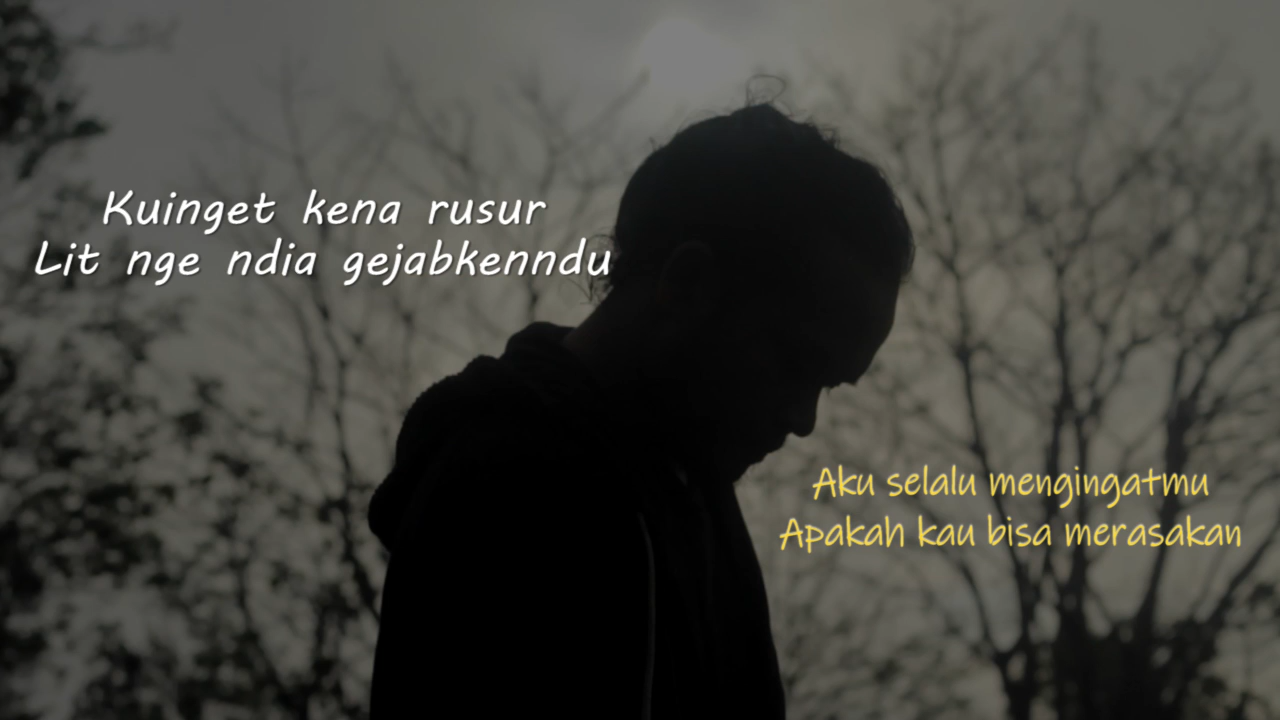 Kuinget kena rusur
Lit nge ndia gejabkenndu
Aku selalu mengingatmu
Apakah kau bisa merasakan